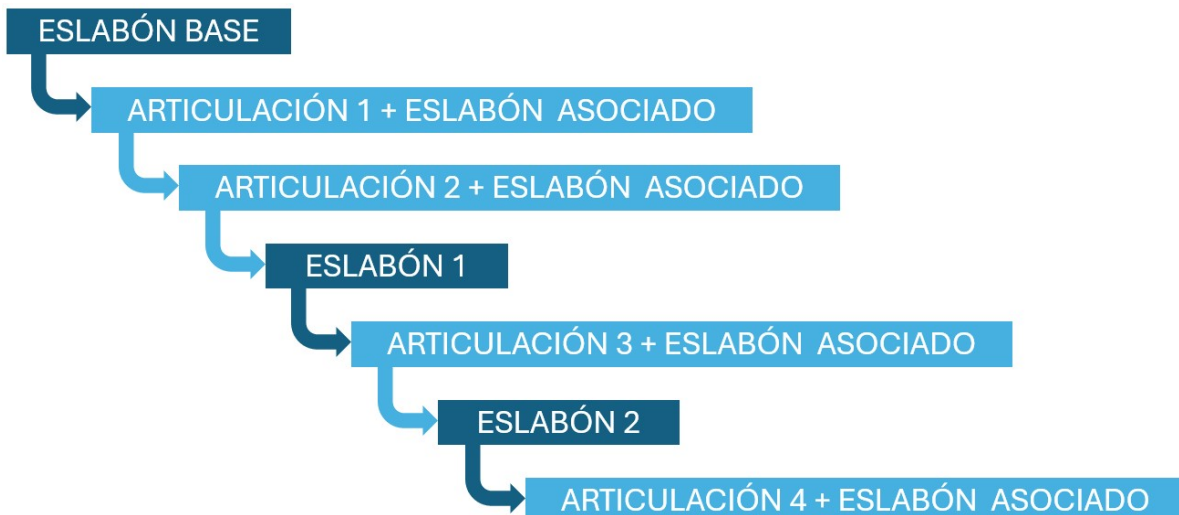 ESLABÓN BASE
ARTICULACIÓN 1 + ESLABÓN ASOCIADO
ARTICULACIÓN 2 + ESLABÓN ASOCIADO
ESLABÓN 1
ARTICULACIÓN 3 + ESLABÓN ASOCIADO
ESLABÓN 2
ARTICULACIÓN 4 + ESLABÓN ASOCIADO